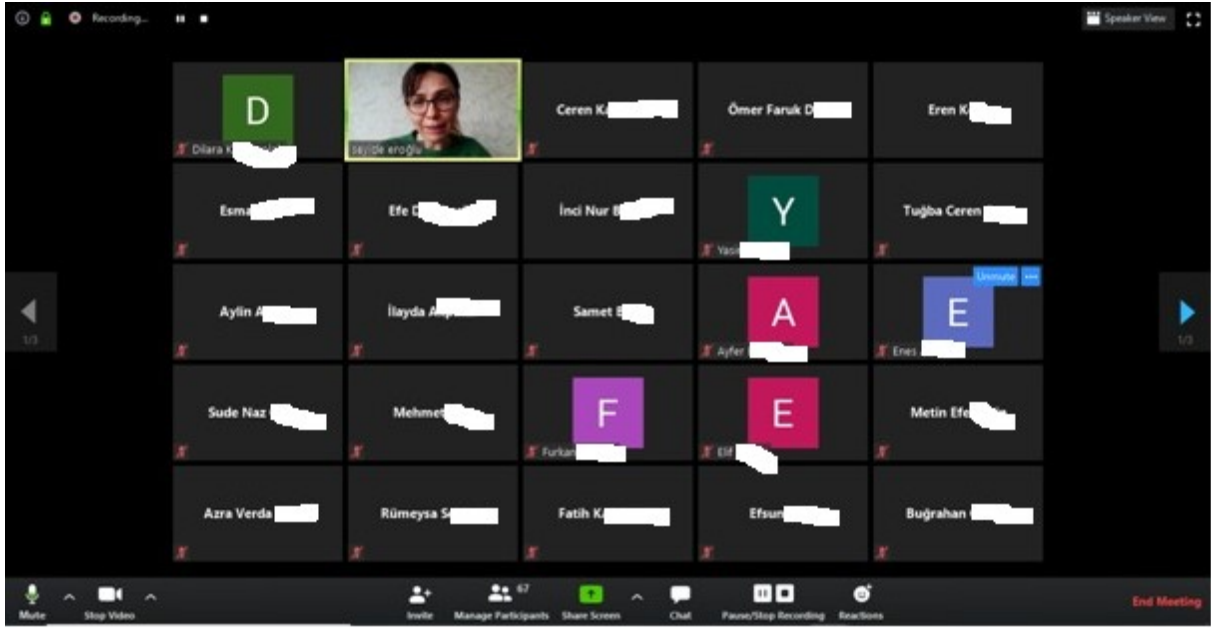 Recording...
Speaker View
D
Dilara
seyide eroğlu
Ceren
Ömer Faruk
Eren
Esma
Efe
İnci Nur
Y
Yasin
Tuğba Ceren
Unmute
Aylin
İlayda
Samet
A
Ayfer
E
Enes
1/3
1/3
Sude Naz
Mehmet
F
Furkan
E
Elif
Metin Efe
Azra Verda
Rümeysa
Fatih
Efsun
Buğrahan
67
Mute
Stop Video
Invite
Manage Participants
Share Screen
Chat
Pause/Stop Recording
Reactions
End Meeting